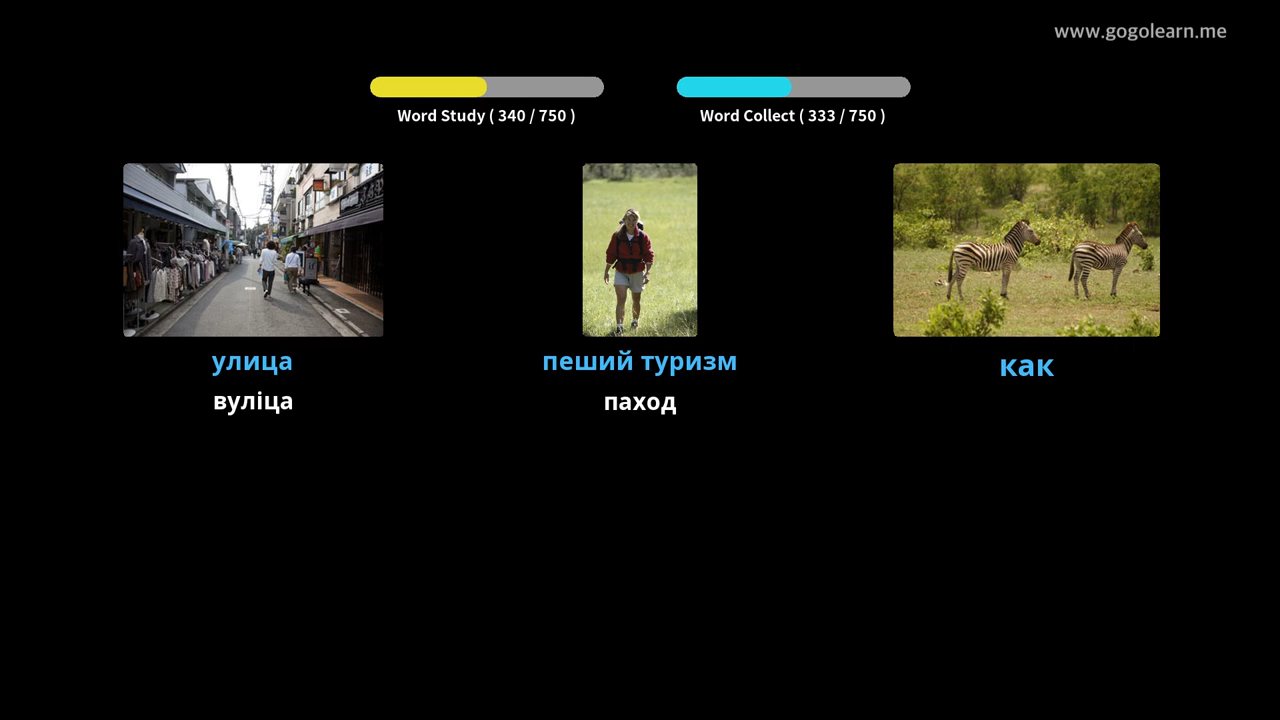 www.gogolearn.me
Word Study ( 340 / 750 )
Word Collect ( 333 / 750 )
улица
пеший туризм
как
вуліца
паход